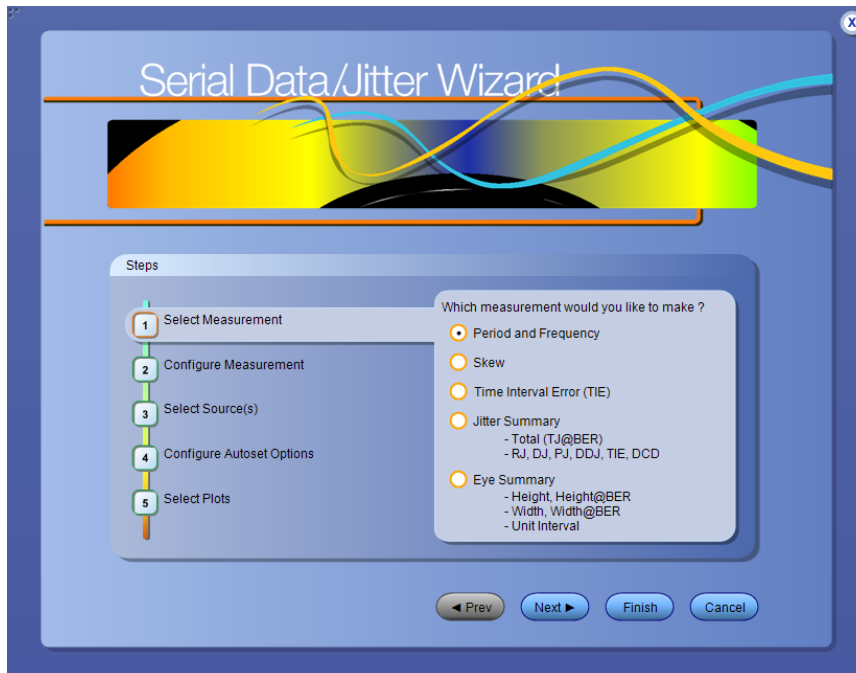 X
Serial Data/Jitter Wizard
Steps
1 Select Measurement
2 Configure Measurement
3 Select Source(s)
4 Configure Autoset Options
5 Select Plots
Which measurement would you like to make ?
Period and Frequency
Skew
Time Interval Error (TIE)
Jitter Summary
- Total (TJ@BER)
- RJ, DJ, PJ, DDJ, TIE, DCD
Eye Summary
- Height, Height@BER
- Width, Width@BER
- Unit Interval
◄ Prev
Next ►
Finish
Cancel